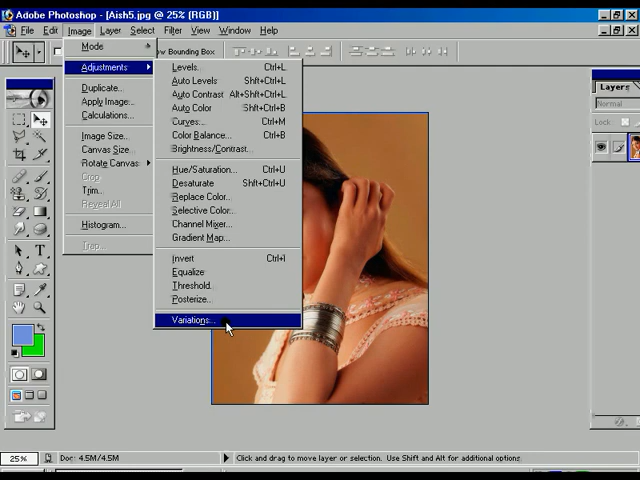 Adobe Photoshop - [Aish5.jpg @ 25% (RGB)]
File Edit Image Layer Select Filter View Window Help
Mode
ow Bounding Box
Adjustments
Duplicate...
Apply Image...
Calculations...
Image Size...
Canvas Size...
Rotate Canvas
Crop
Trim...
Reveal All
Histogram...
Trap...
Levels... Ctrl+L
Auto Levels Shft+Ctrl+L
Auto Contrast Alt+Shft+Ctrl+L
Auto Color Shft+Ctrl+B
Curves... Ctrl+M
Color Balance... Ctrl+B
Brightness/Contrast...
Hue/Saturation... Ctrl+U
Desaturate Shft+Ctrl+U
Replace Color...
Selective Color...
Channel Mixer...
Gradient Map...
Invert Ctrl+I
Equalize
Threshold...
Posterize...
Variations...
Layers
Normal
Lock:
T
25%
Doc: 4.5M/4.5M
Click and drag to move layer or selection. Use Shift and Alt for additional options.